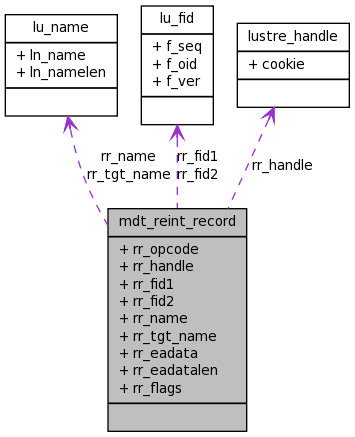 lu_name
+ ln_name
+ ln_namelen
lu_fid
+ f_seq
+ f_oid
+ f_ver
lustre_handle
+ cookie
rr_name
rr_tgt_name
rr_fid1
rr_fid2
rr_handle
mdt_reint_record
+ rr_opcode
+ rr_handle
+ rr_fid1
+ rr_fid2
+ rr_name
+ rr_tgt_name
+ rr_eadata
+ rr_eadatalen
+ rr_flags